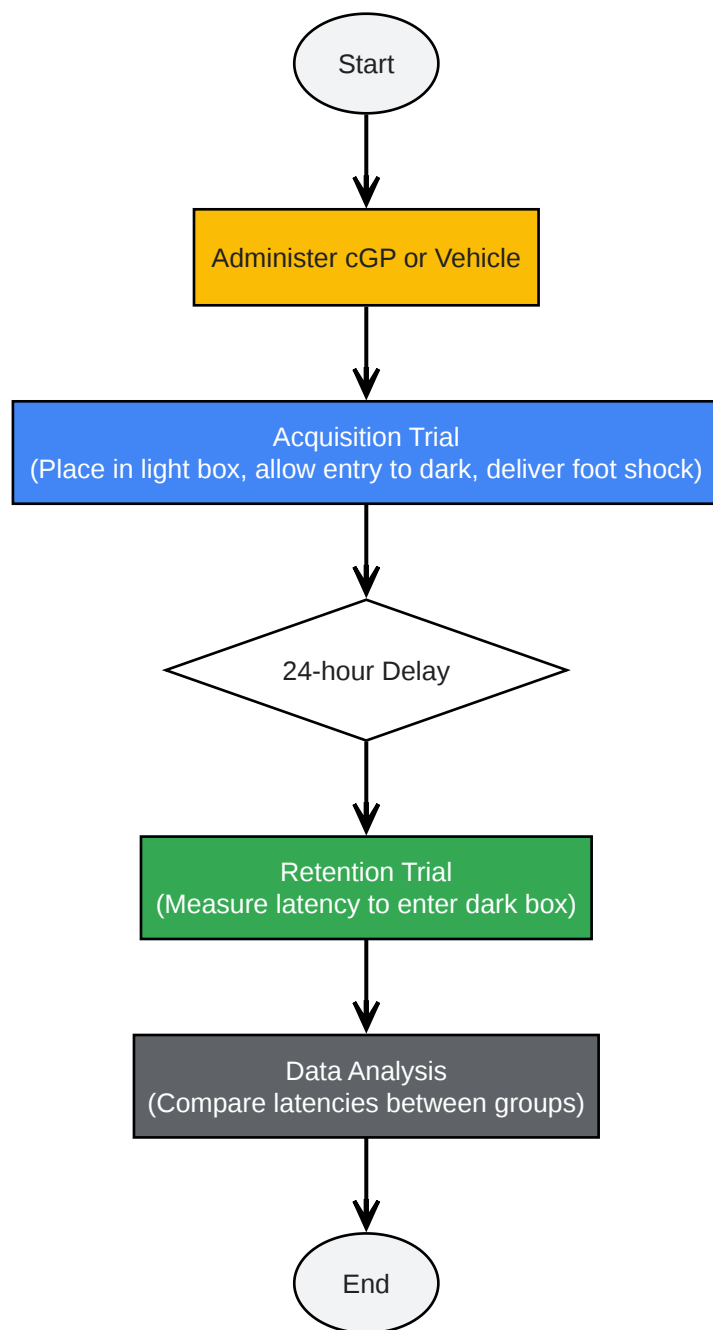 Start
Administer cGP or Vehicle
Acquisition Trial
(Place in light box, allow entry to dark, deliver foot shock)
24-hour Delay
Retention Trial
(Measure latency to enter dark box)
Data Analysis
(Compare latencies between groups)
End